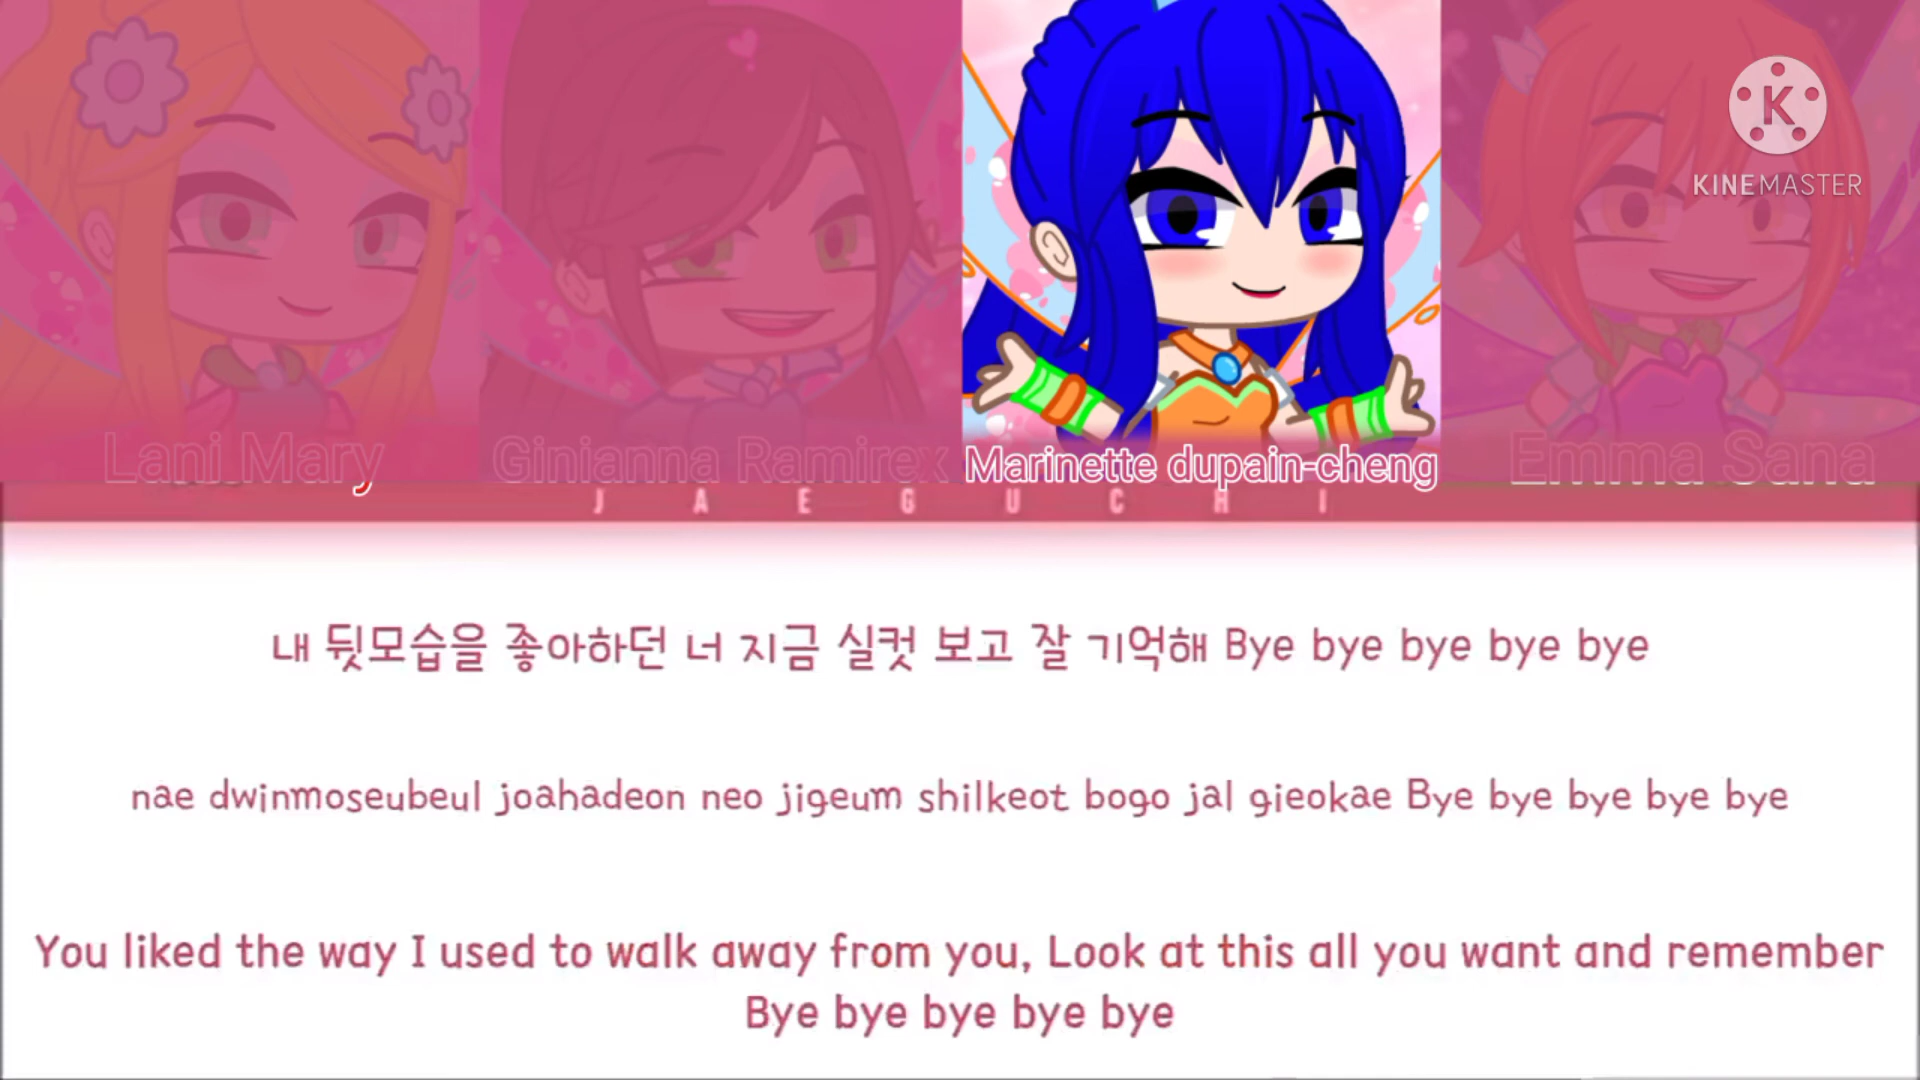 KINEMASTER
Lani Mary
Ginianna Ramirex
Marinette dupain-cheng
Emma Sana
JAEGUCHI
내 뒷모습을 좋아하던 너 지금 실컷 보고 잘 기억해 Bye bye bye bye bye
nae dwinmoseubeul joahadeon neo jigeum shilkeot bogo jal gieokae Bye bye bye bye bye
You liked the way I used to walk away from you, Look at this all you want and remember
Bye bye bye bye bye